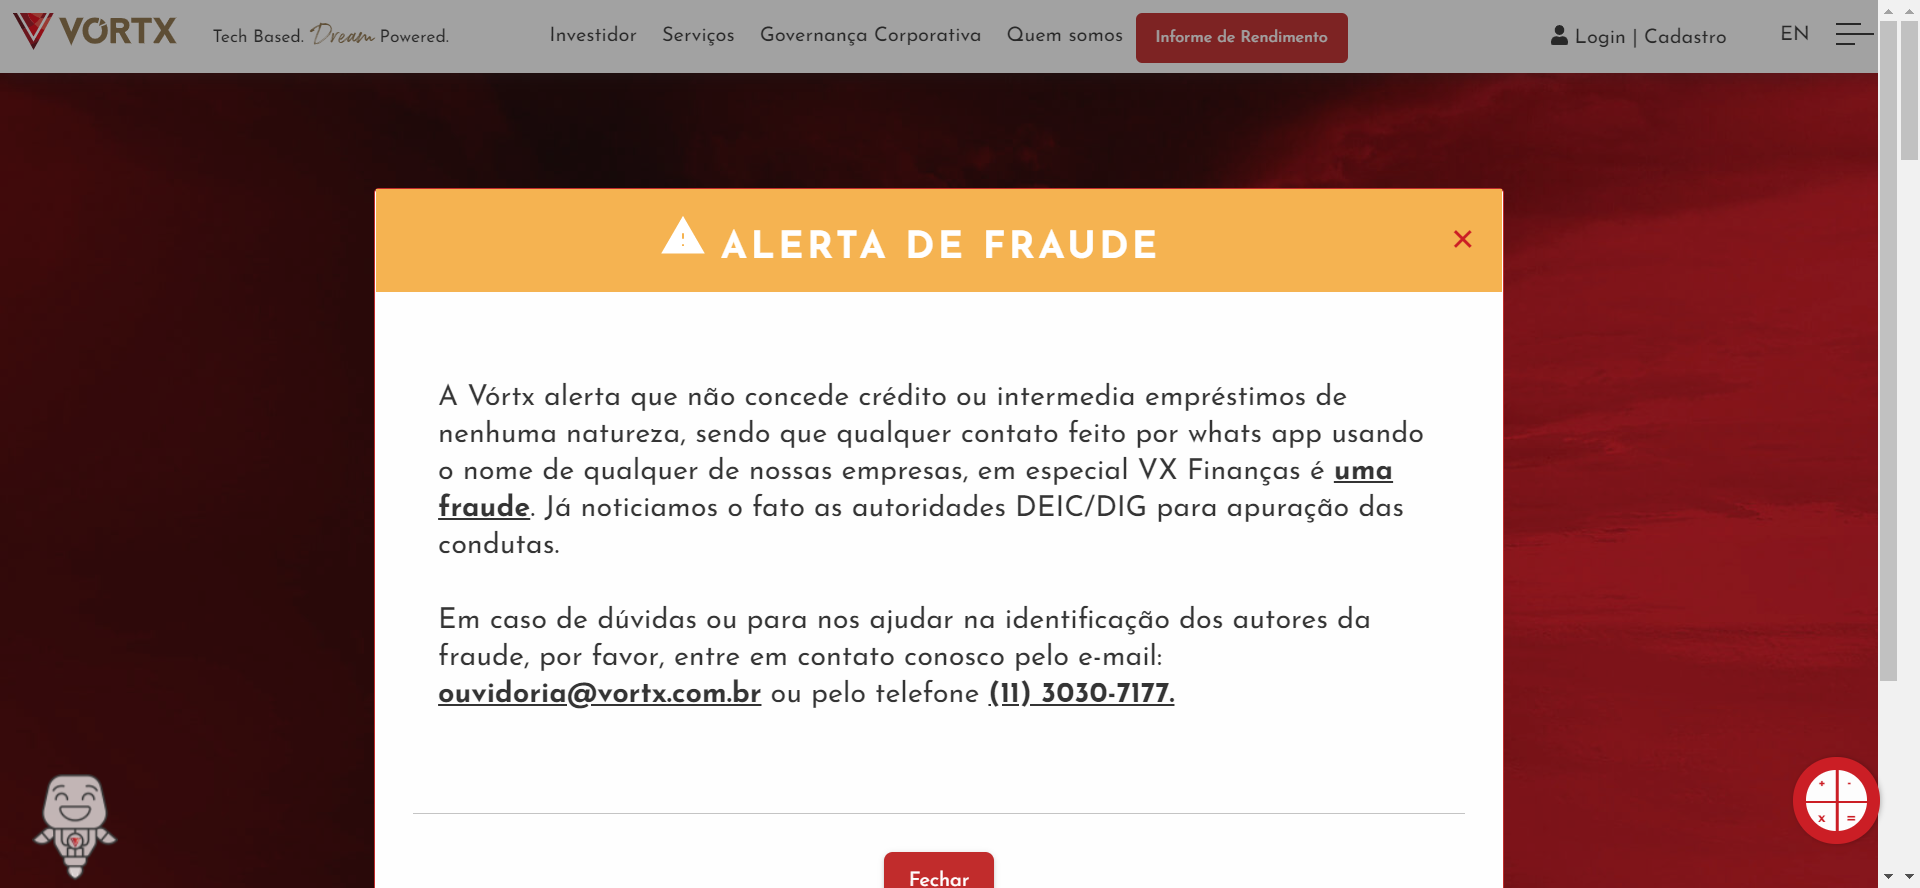 VÓRTX
Tech Based. Dream Powered.
Investidor
Serviços
Governança Corporativa
Quem somos
Informe de Rendimento
Login | Cadastro
EN
ALERTA DE FRAUDE
A Vórtx alerta que não concede crédito ou intermedia empréstimos de
nenhuma natureza, sendo que qualquer contato feito por whats app usando
o nome de qualquer de nossas empresas, em especial VX Finanças é uma
fraude. Já noticiamos o fato as autoridades DEIC/DIG para apuração das
condutas.
Em caso de dúvidas ou para nos ajudar na identificação dos autores da
fraude, por favor, entre em contato conosco pelo e-mail:
ouvidoria@vortx.com.br ou pelo telefone (11) 3030-7177.
Fechar